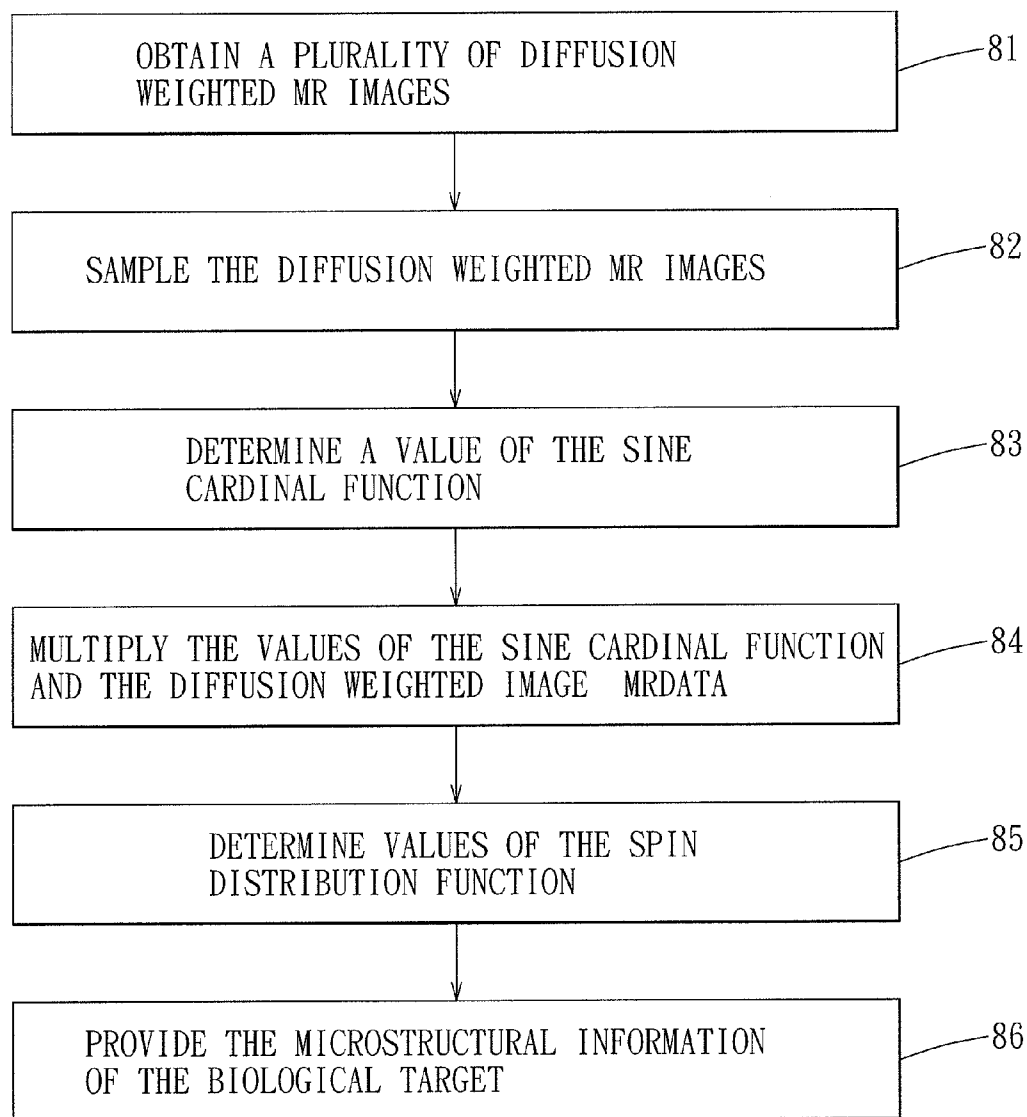 OBTAIN A PLURALITY OF DIFFUSION
WEIGHTED MR IMAGES
81
SAMPLE THE DIFFUSION WEIGHTED MR IMAGES
82
DETERMINE A VALUE OF THE SINE
CARDINAL FUNCTION
83
MULTIPLY THE VALUES OF THE SINE CARDINAL FUNCTION
AND THE DIFFUSION WEIGHTED IMAGE MRDATA
84
DETERMINE VALUES OF THE SPIN
DISTRIBUTION FUNCTION
85
PROVIDE THE MICROSTRUCTURAL INFORMATION
OF THE BIOLOGICAL TARGET
86